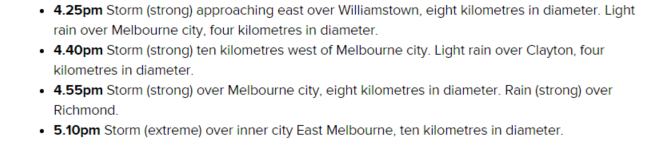 • 4.25pm Storm (strong) approaching east over Williamstown, eight kilometres in diameter. Light
rain over Melbourne city, four kilometres in diameter.
• 4.40pm Storm (strong) ten kilometres west of Melbourne city. Light rain over Clayton, four
kilometres in diameter.
• 4.55pm Storm (strong) over Melbourne city, eight kilometres in diameter. Rain (strong) over
Richmond.
• 5.10pm Storm (extreme) over inner city East Melbourne, ten kilometres in diameter.